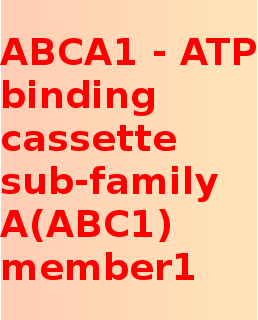 ABCA1 - ATP
binding
cassette
sub-family
A(ABC1)
member1